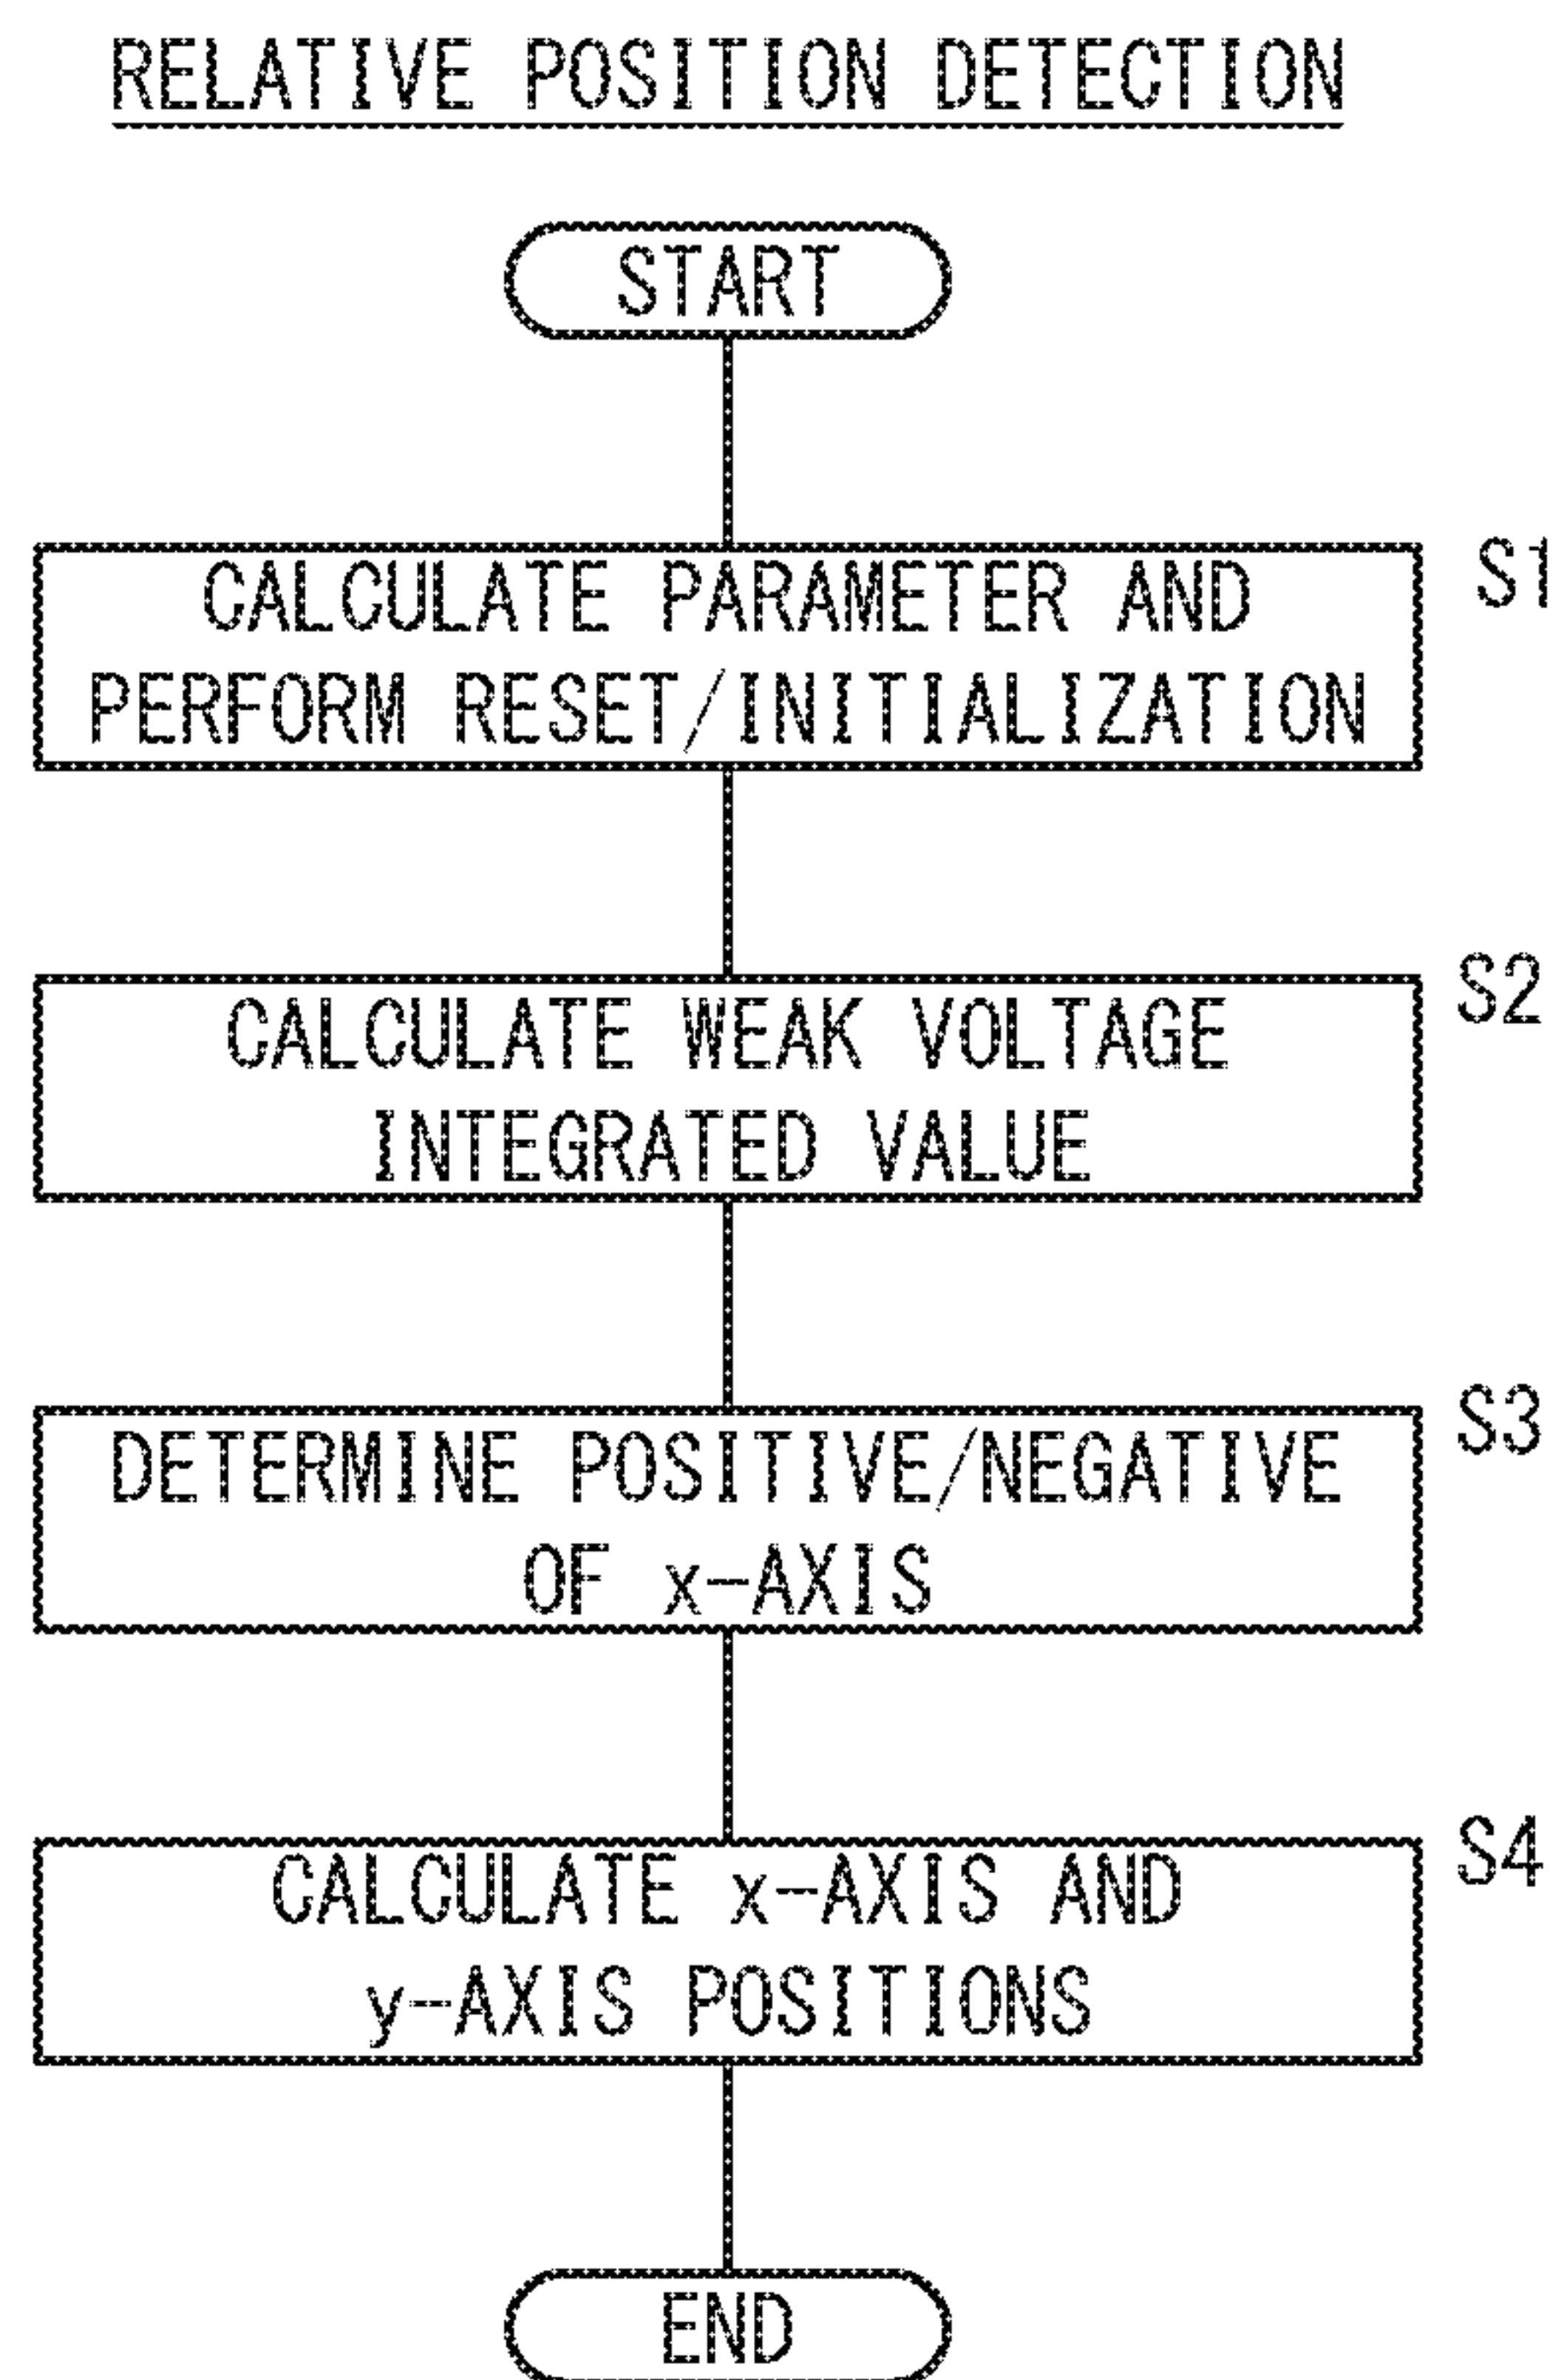 RELATIVE POSITION DETECTION
START
CALCULATE PARAMETER AND
PERFORM RESET/INITIALIZATION
S1
CALCULATE WEAK VOLTAGE
INTEGRATED VALUE
S2
DETERMINE POSITIVE/NEGATIVE
OF x-AXIS
S3
CALCULATE x-AXIS AND
y-AXIS POSITIONS
S4
END